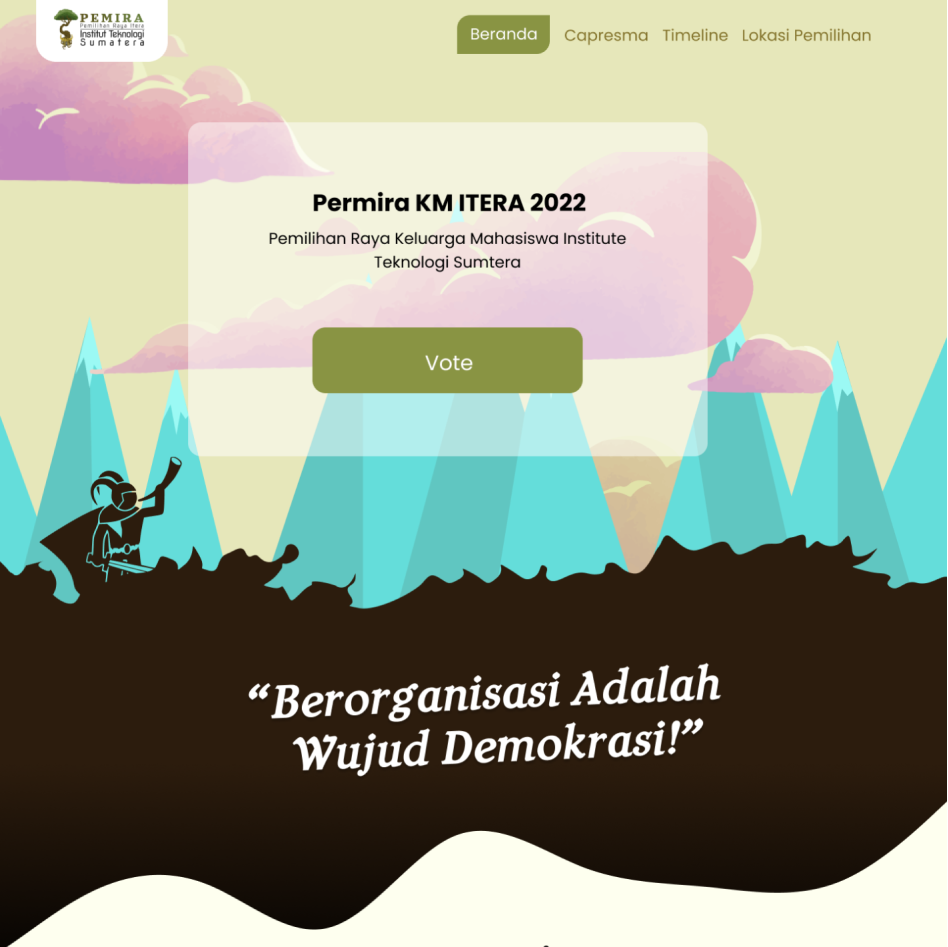 PEMIRA
Pemilihan Raya Itera
Institut Teknologi
Sumatera
Beranda Capresma Timeline Lokasi Pemilihan
Permira KM ITERA 2022
Pemilihan Raya Keluarga Mahasiswa Institute
Teknologi Sumtera
Vote
“Berorganisasi Adalah
Wujud Demokrasi!”